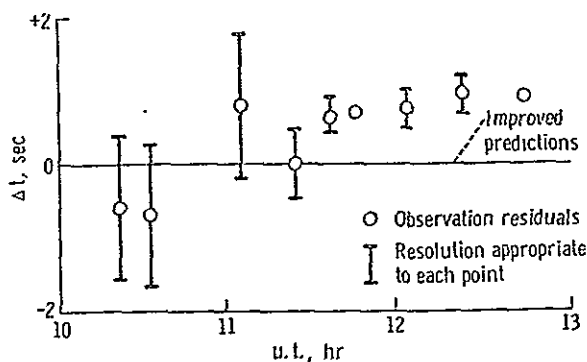 +2
0
-2
Δt, sec
Improved
predictions
Observation residuals
Resolution appropriate
to each point
10
11
12
13
u.t., hr